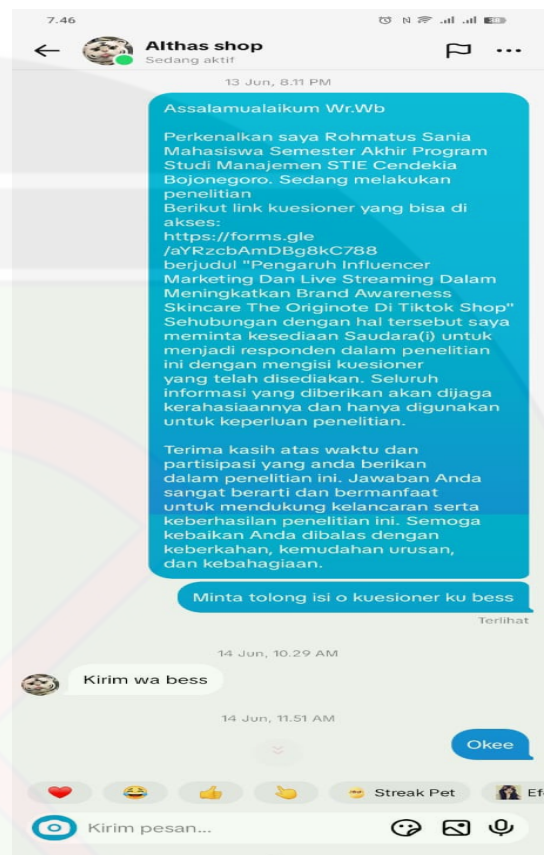 7.46
Althas shop
Sedang aktif
13 Jun, 8.11 PM
Assalamualaikum Wr.Wb
Perkenalkan saya Rohmatus Sania
Mahasiswa Semester Akhir Program
Studi Manajemen STIE Cendekia
Bojonegoro. Sedang melakukan
penelitian
Berikut link kuesioner yang bisa di
akses:
https://forms.gle
/aYRzcbAmDBg8kC788
berjudul "Pengaruh Influencer
Marketing Dan Live Streaming Dalam
Meningkatkan Brand Awareness
Skincare The Originote Di Tiktok Shop"
Sehubungan dengan hal tersebut saya
meminta kesediaan Saudara(i) untuk
menjadi responden dalam penelitian
ini dengan mengisi kuesioner
yang telah disediakan. Seluruh
informasi yang diberikan akan dijaga
kerahasiaannya dan hanya digunakan
untuk keperluan penelitian.
Terima kasih atas waktu dan
partisipasi yang anda berikan
dalam penelitian ini. Jawaban Anda
sangat berarti dan bermanfaat
untuk mendukung kelancaran serta
keberhasilan penelitian ini. Semoga
kebaikan Anda dibalas dengan
keberkahan, kemudahan urusan,
dan kebahagiaan.
Minta tolong isi o kuesioner ku bess
Terlihat
14 Jun, 10.29 AM
Kirim wa bess
14 Jun, 11.51 AM
Okee
Streak Pet
Ef
Kirim pesan...